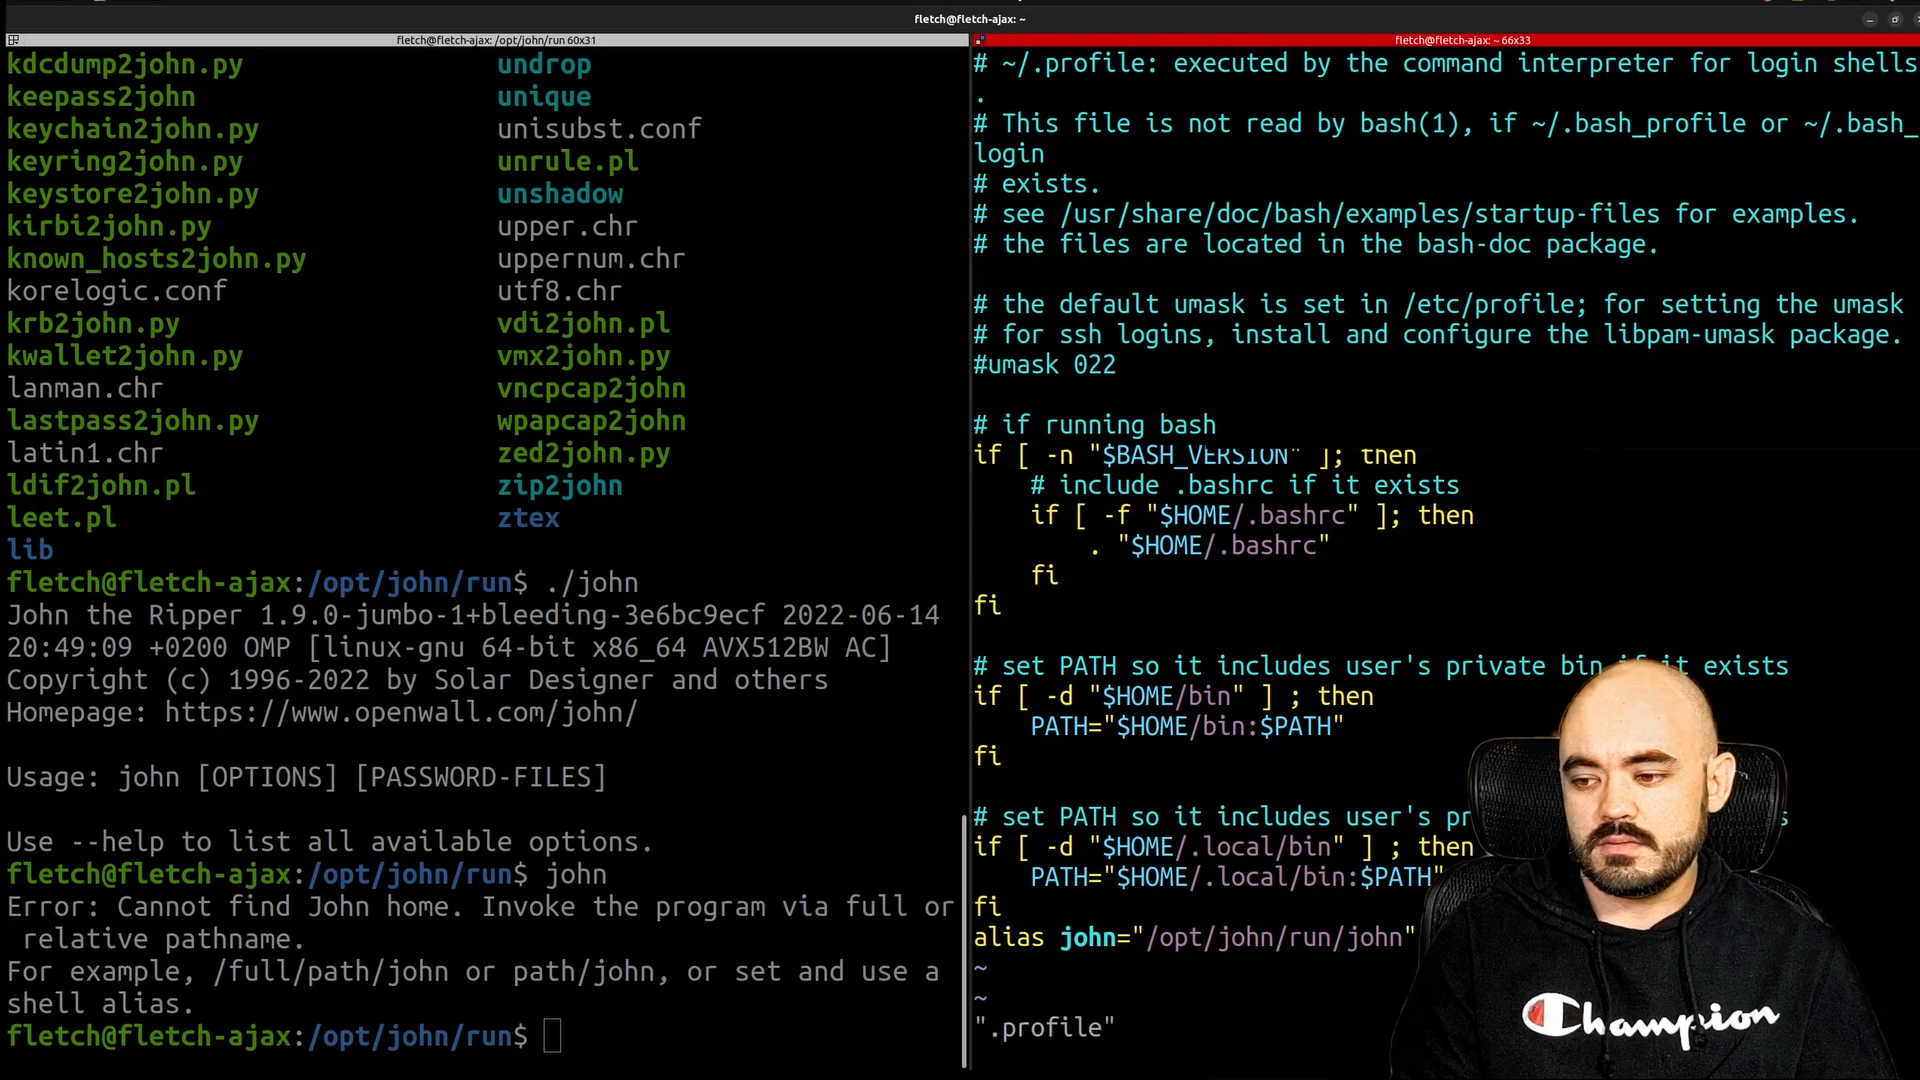 fletch@fletch-ajax: ~
fletch@fletch-ajax: /opt/john/run 60x31
kdcdump2john.py undrop
keepass2john unique
keychain2john.py unisubst.conf
keyring2john.py unrule.pl
keystore2john.py unshadow
kirbi2john.py upper.chr
known_hosts2john.py uppernum.chr
korelogic.conf utf8.chr
krb2john.py vdi2john.pl
kwallet2john.py vmx2john.py
lanman.chr vncpcap2john
lastpass2john.py wpapcap2john
latin1.chr zed2john.py
ldif2john.pl zip2john
leet.pl ztex
lib
fletch@fletch-ajax:/opt/john/run$ ./john
John the Ripper 1.9.0-jumbo-1+bleeding-3e6bc9ecf 2022-06-14
20:49:09 +0200 OMP [linux-gnu 64-bit x86_64 AVX512BW AC]
Copyright (c) 1996-2022 by Solar Designer and others
Homepage: https://www.openwall.com/john/
Usage: john [OPTIONS] [PASSWORD-FILES]
Use --help to list all available options.
fletch@fletch-ajax:/opt/john/run$ john
Error: Cannot find John home. Invoke the program via full or
relative pathname.
For example, /full/path/john or path/john, or set and use a
shell alias.
fletch@fletch-ajax:/opt/john/run$
fletch@fletch-ajax: ~ 66x33
# ~/.profile: executed by the command interpreter for login shells
.
# This file is not read by bash(1), if ~/.bash_profile or ~/.bash_
login
# exists.
# see /usr/share/doc/bash/examples/startup-files for examples.
# the files are located in the bash-doc package.
# the default umask is set in /etc/profile; for setting the umask
# for ssh logins, install and configure the libpam-umask package.
#umask 022
# if running bash
if [ -n "$BASH_VERSION" ]; then
# include .bashrc if it exists
if [ -f "$HOME/.bashrc" ]; then
. "$HOME/.bashrc"
fi
fi
# set PATH so it includes user's private bin if it exists
if [ -d "$HOME/bin" ] ; then
PATH="$HOME/bin:$PATH"
fi
# set PATH so it includes user's
if [ -d "$HOME/.local/bin" ] ; then
PATH="$HOME/.local/bin:$PATH"
fi
alias john="/opt/john/run/john"
~
~
".profile"
Champion